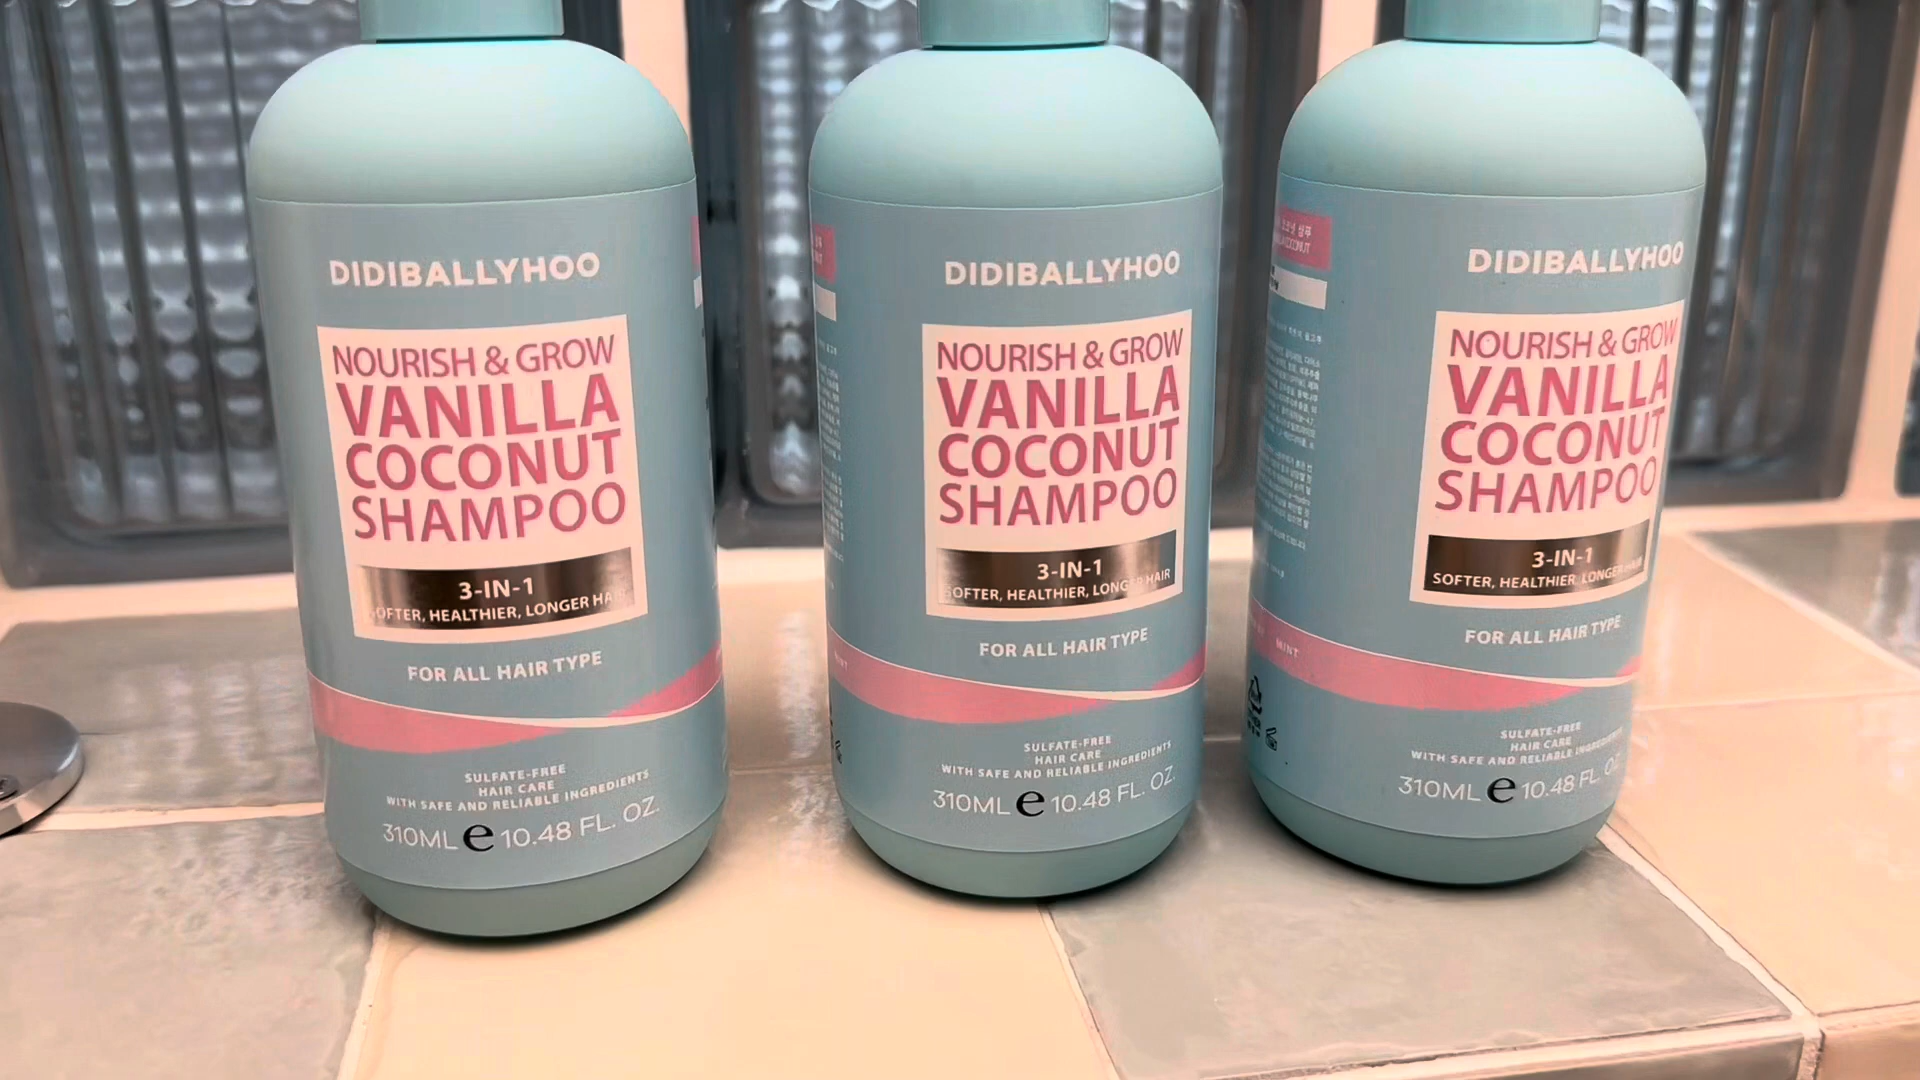 DIDIBALLYHOO
NOURISH & GROW
VANILLA
COCONUT
SHAMPOO
3-IN-1
SOFTER, HEALTHIER, LONGER HAIR
FOR ALL HAIR TYPE
SULFATE-FREE
HAIR CARE
WITH SAFE AND RELIABLE INGREDIENTS
310ML e 10.48 FL. OZ.
DIDIBALLYHOO
NOURISH & GROW
VANILLA
COCONUT
SHAMPOO
3-IN-1
SOFTER, HEALTHIER, LONGER HAIR
FOR ALL HAIR TYPE
MINT
SULFATE-FREE
HAIR CARE
WITH SAFE AND RELIABLE INGREDIENTS
310ML e 10.48 FL. OZ.
DIDIBALLYHOO
NOURISH & GROW
VANILLA
COCONUT
SHAMPOO
3-IN-1
SOFTER, HEALTHIER, LONGER HAIR
FOR ALL HAIR TYPE
MINT
SULFATE-FREE
HAIR CARE
WITH SAFE AND RELIABLE INGREDIENTS
310ML e 10.48 FL. OZ